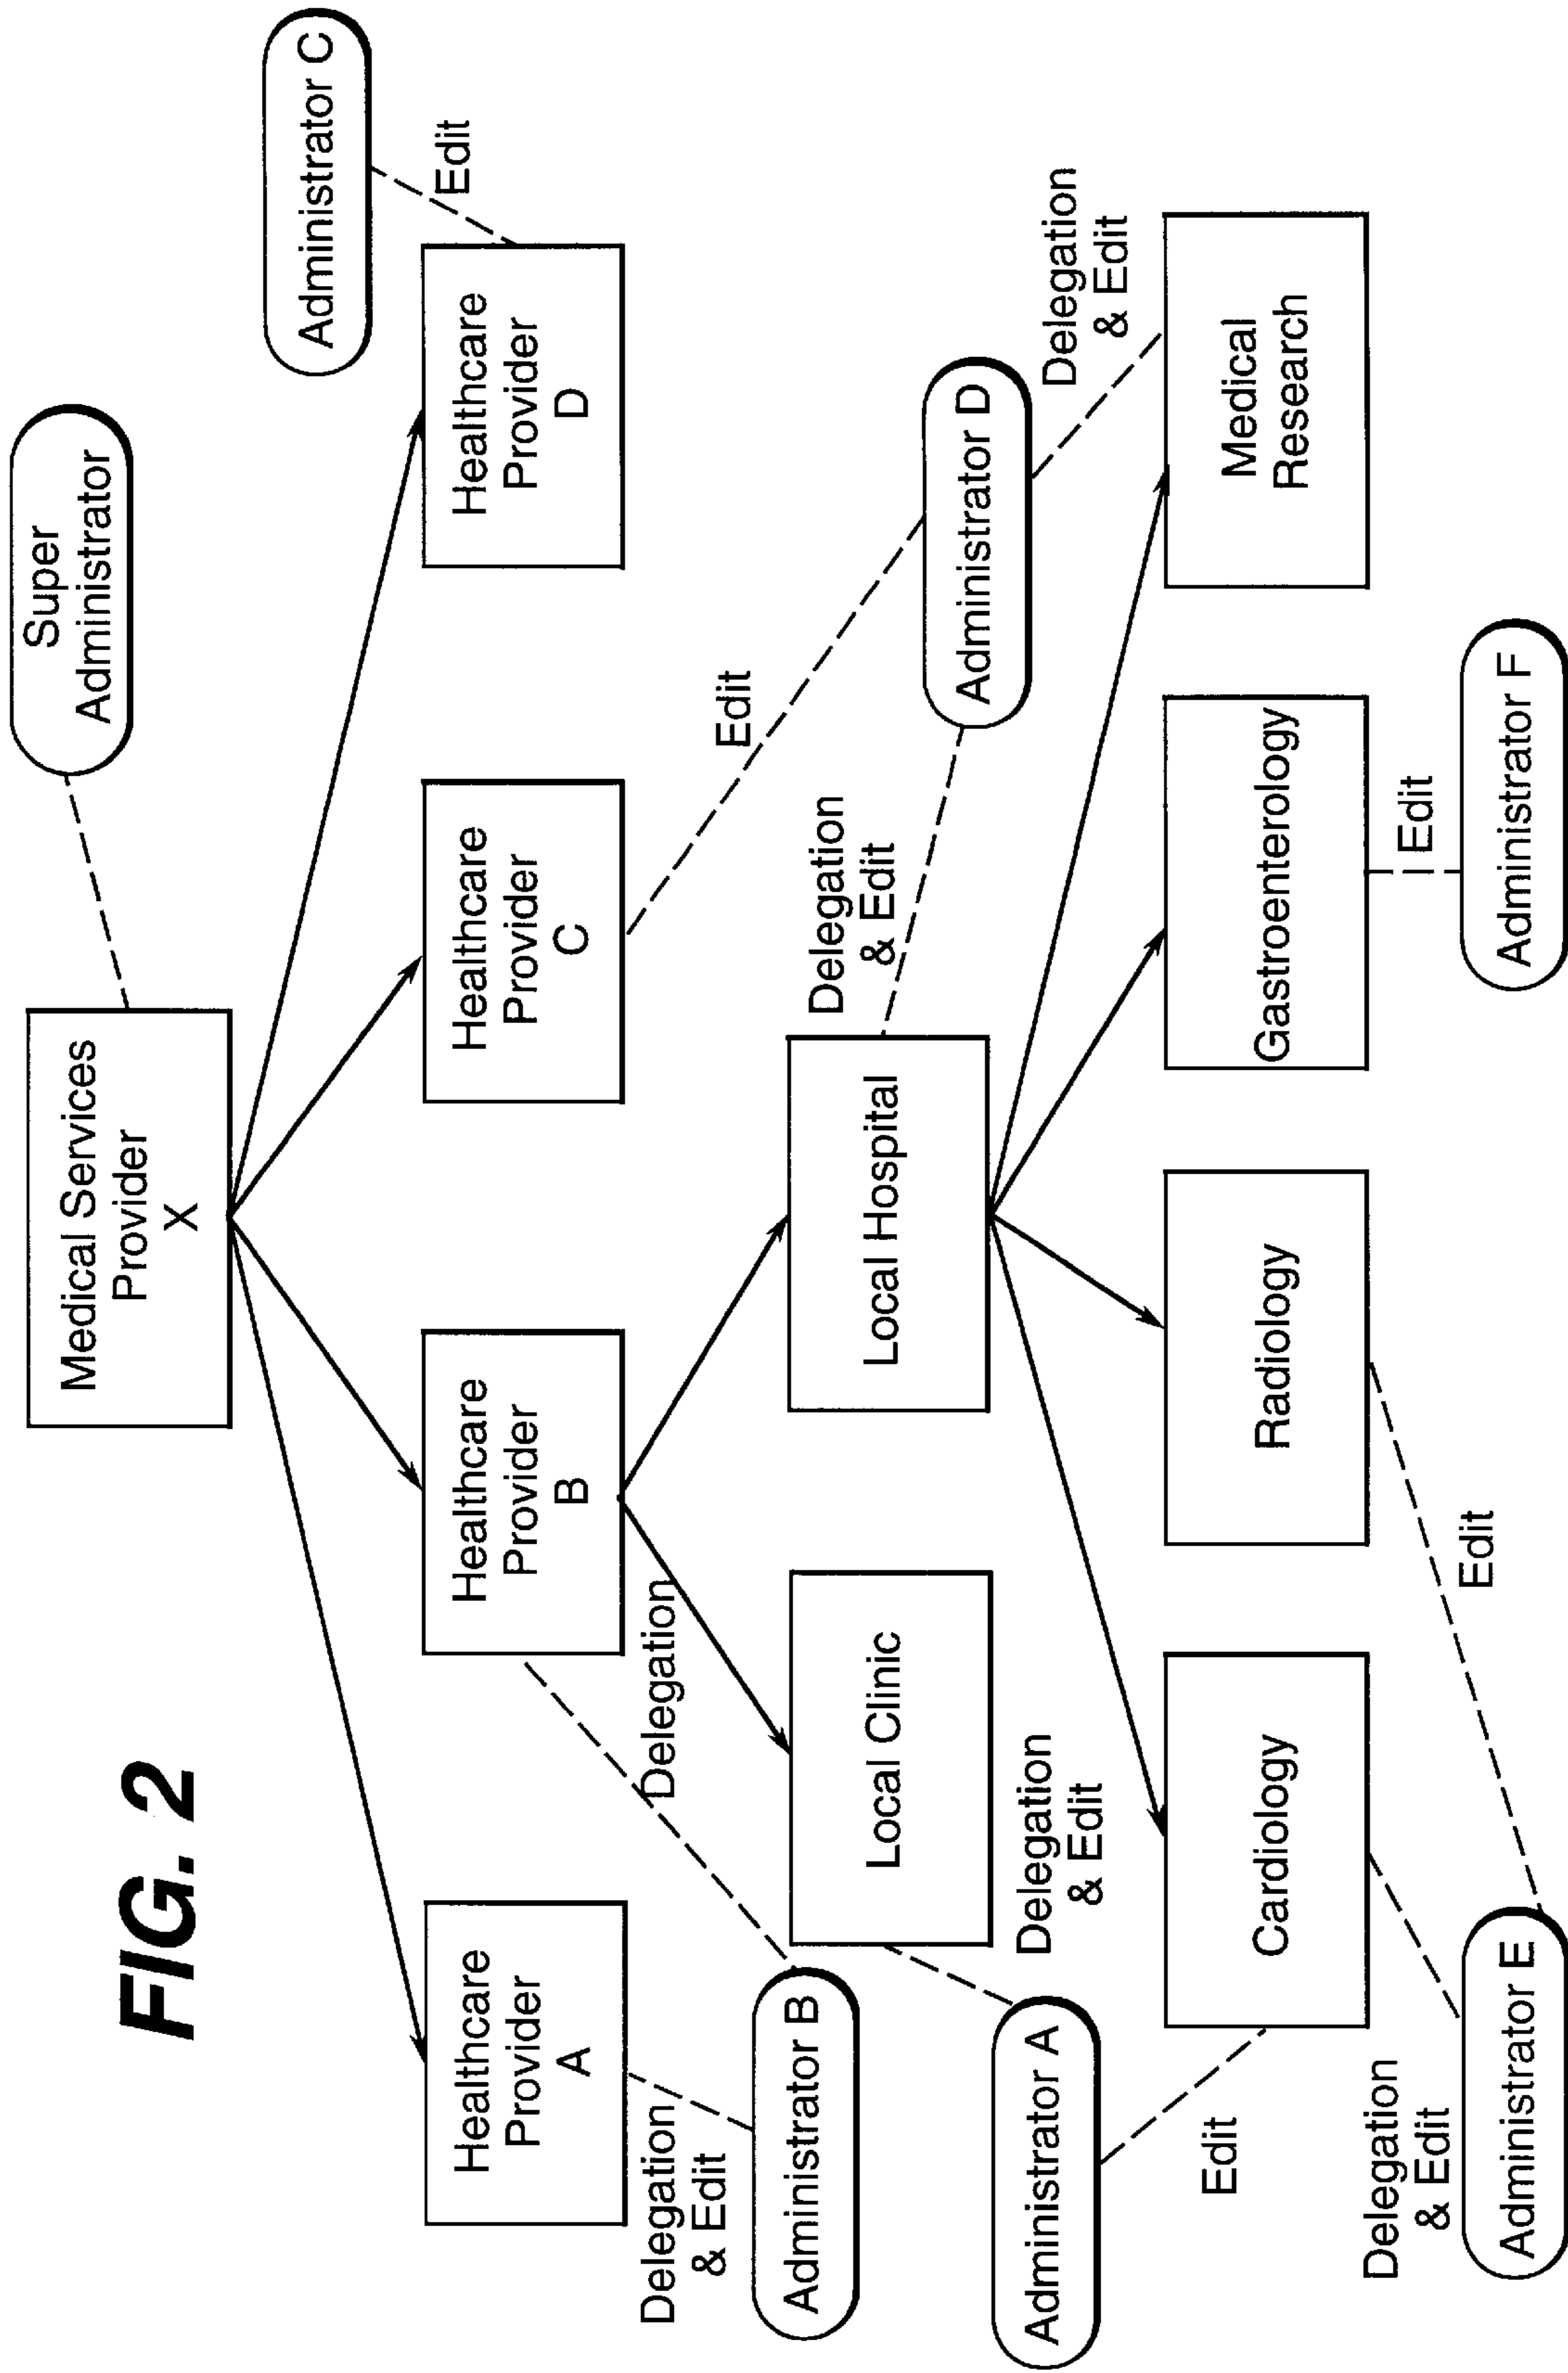 FIG. 2
Medical Services
Provider
X
Super
Administrator
Administrator C
Edit
Healthcare
Provider
A
Healthcare
Provider
B
Healthcare
Provider
C
Healthcare
Provider
D
Delegation
& Edit
Delegation
Edit
Administrator B
Local Clinic
Local Hospital
Delegation
& Edit
Administrator D
Delegation
& Edit
Administrator A
Delegation
& Edit
Edit
Cardiology
Radiology
Gastroenterology
Medical
Research
Delegation
& Edit
Edit
Edit
Administrator E
Administrator F